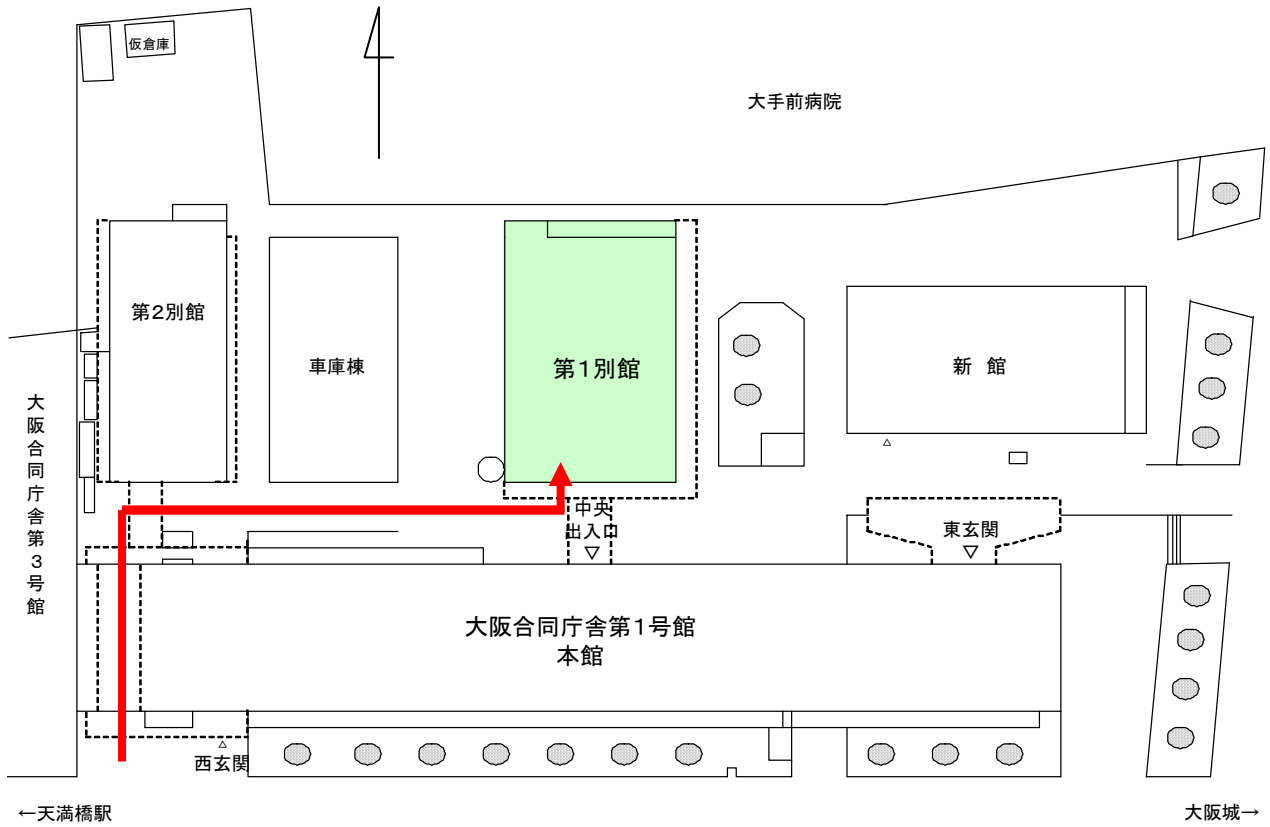 仮倉庫
大手前病院
第2別館
車庫棟
第1別館
新 館
大阪合同庁舎第3号館
中央
出入口
▽
東玄関
▽
大阪合同庁舎第1号館
本館
△
西玄関
△
←天満橋駅
大阪城→